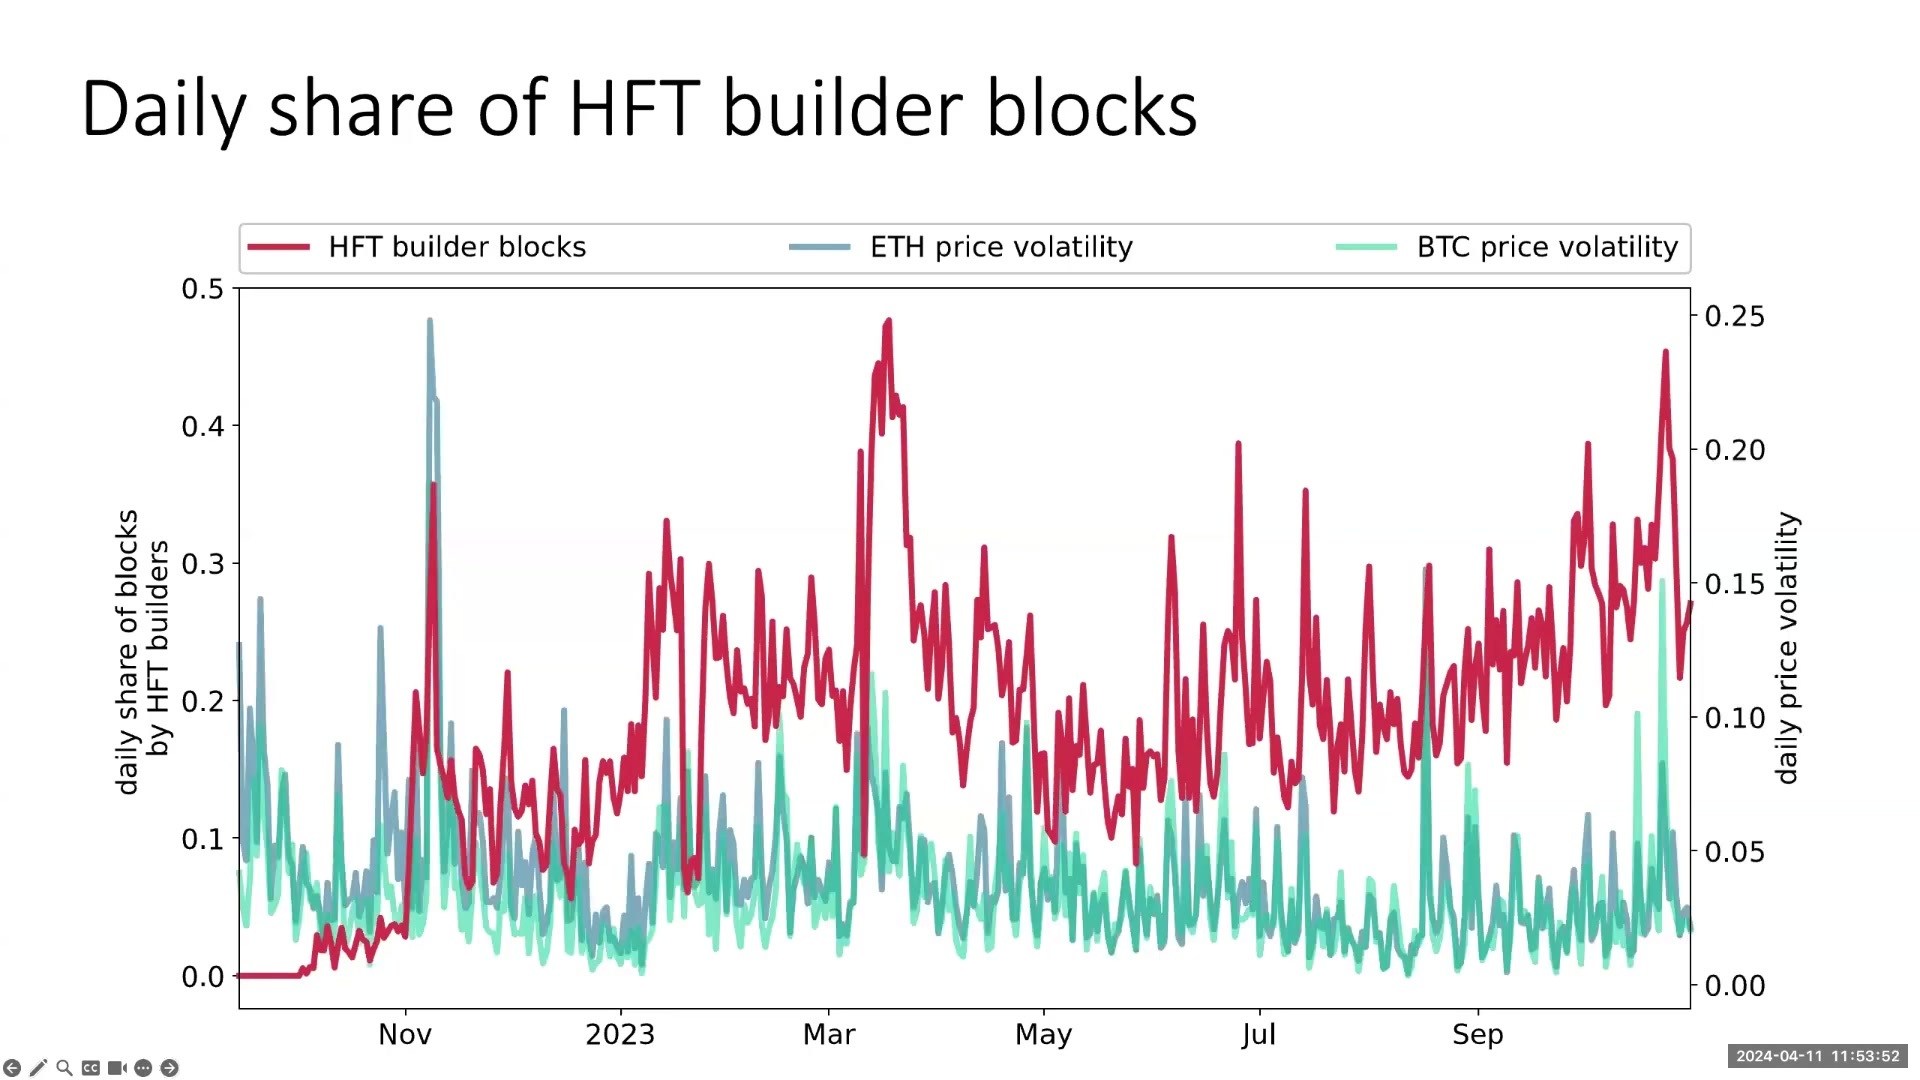 Daily share of HFT builder blocks
HFT builder blocks
ETH price volatility
BTC price volatility
0.5
0.4
0.3
0.2
0.1
0.0
daily share of blocks
by HFT builders
0.25
0.20
0.15
0.10
0.05
0.00
daily price volatility
Nov
2023
Mar
May
Jul
Sep
CC
2024-04-11 11:53:52